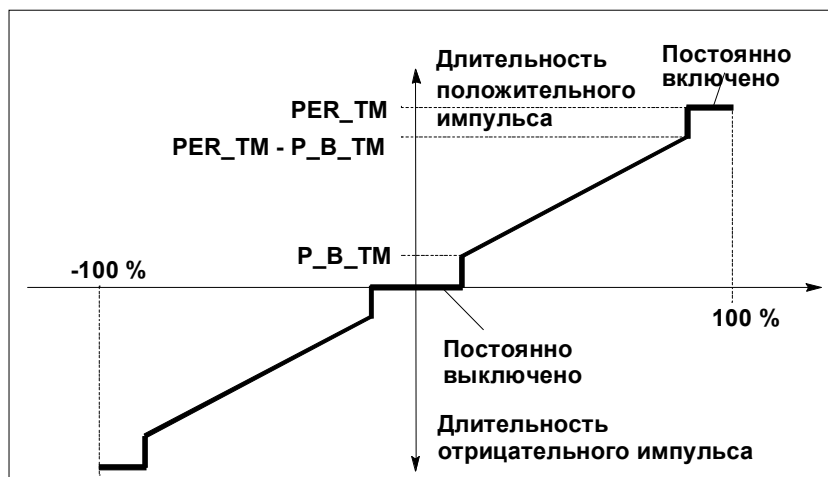 Длительность
положительного
импульса
Постоянно
включено
PER_TM
PER_TM - P_B_TM
P_B_TM
-100 %
100 %
Постоянно
выключено
Длительность
отрицательного импульса